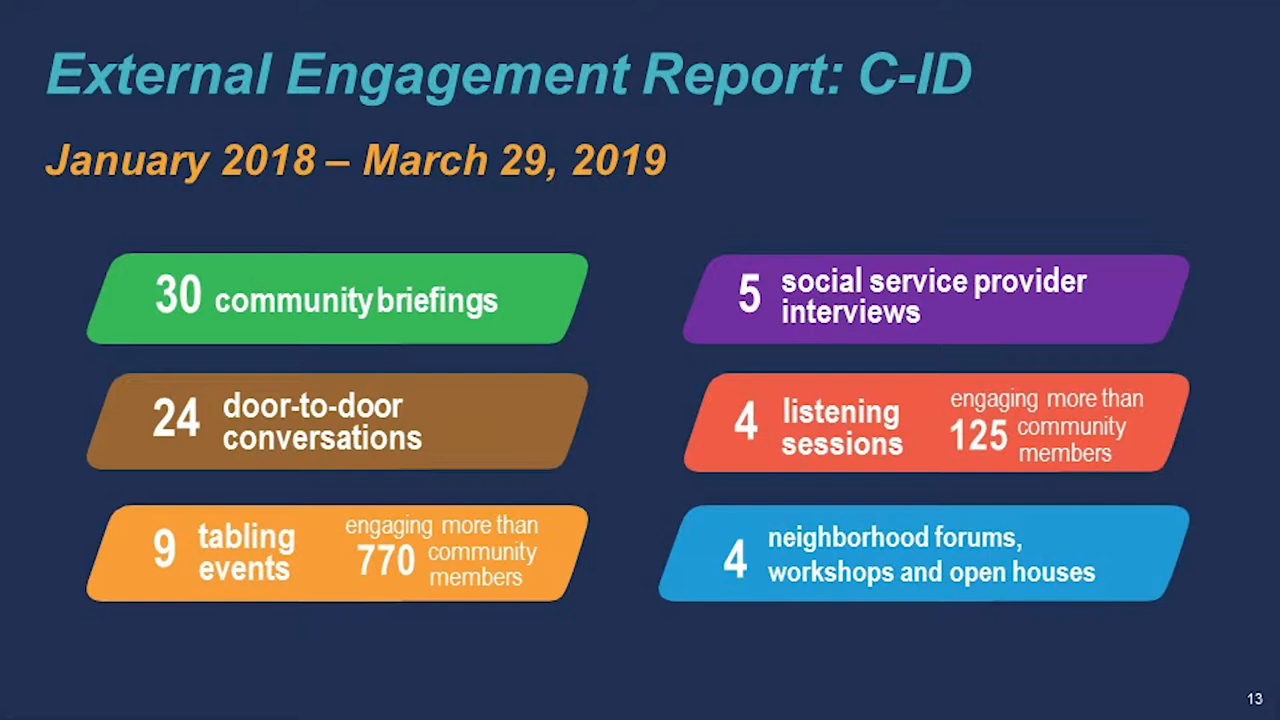 External Engagement Report: C-ID
January 2018 – March 29, 2019
30 community briefings
24 door-to-door
conversations
9 tabling
events
engaging more than
770 community
members
5 social service provider
interviews
4 listening
sessions
engaging more than
125 community
members
4 neighborhood forums,
workshops and open houses
13